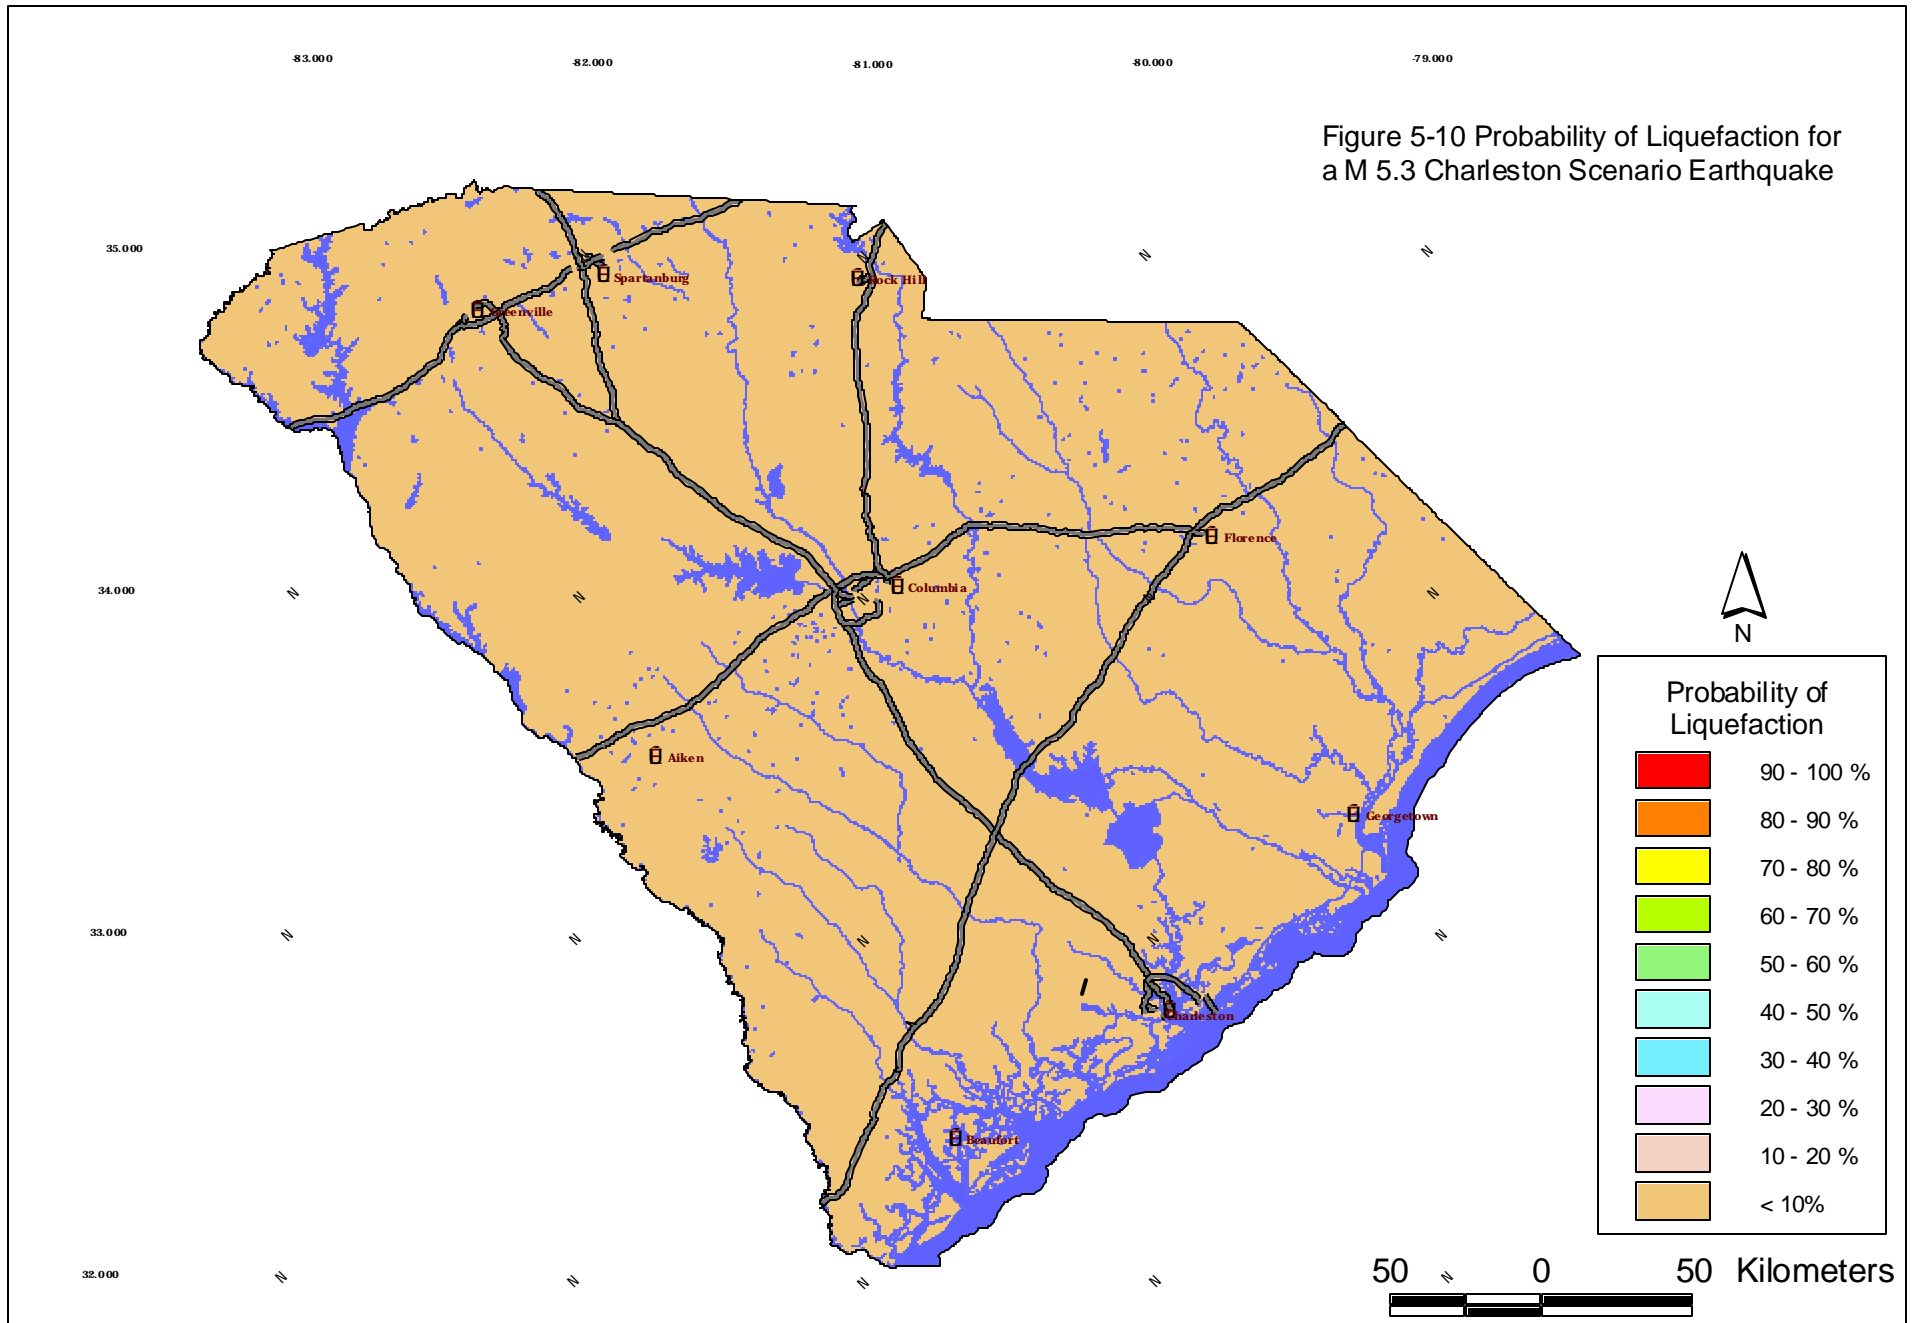 -83.000
-82.000
-81.000
-80.000
-79.000
Figure 5-10 Probability of Liquefaction for
a M 5.3 Charleston Scenario Earthquake
35.000
N
N
N
Spartanburg
Rock Hill
Greenville
Florence
34.000
N
N
Columbia
N
N
N
Probability of
Liquefaction
Aiken
90 - 100 %
Georgetown
80 - 90 %
70 - 80 %
60 - 70 %
33.000
N
N
N
N
N
50 - 60 %
Charleston
40 - 50 %
30 - 40 %
20 - 30 %
Beaufort
10 - 20 %
< 10%
32.000
N
N
N
N
50 N 0 50 Kilometers